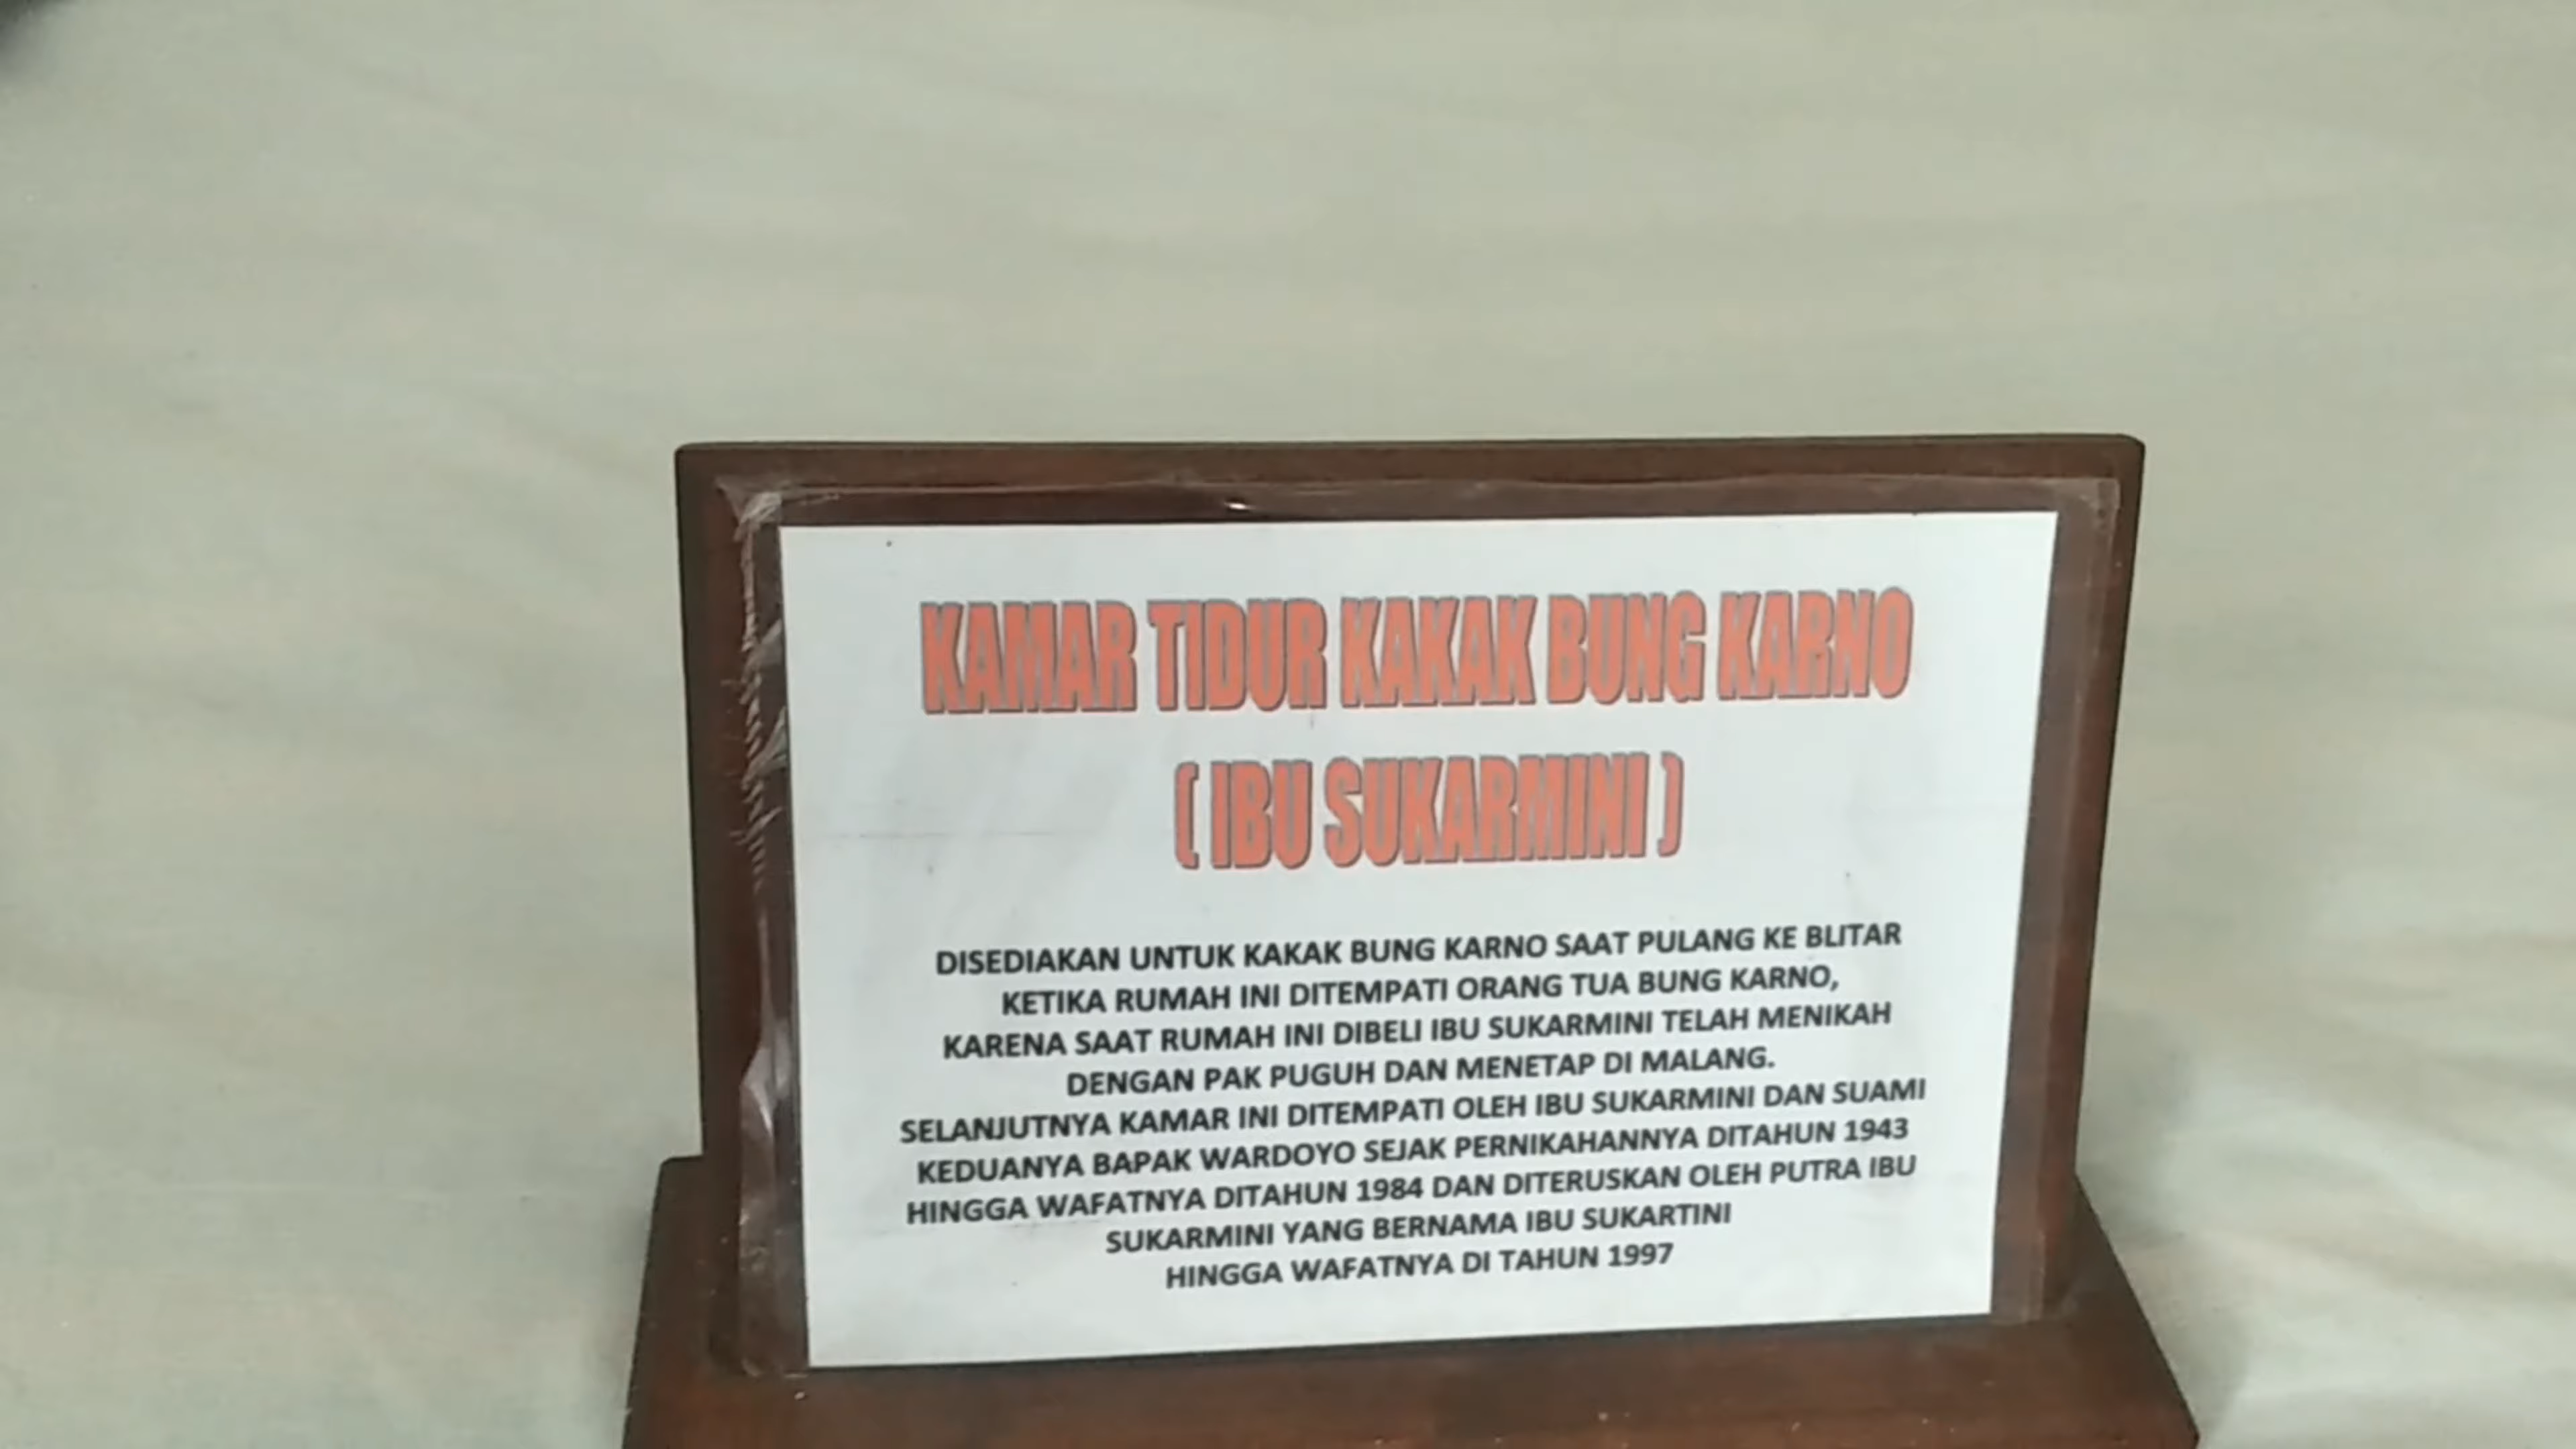 KAMAR TIDUR KAKAK BUNG KARNO
( IBU SUKARMINI )
DISEDIAKAN UNTUK KAKAK BUNG KARNO SAAT PULANG KE BLITAR
KETIKA RUMAH INI DITEMPATI ORANG TUA BUNG KARNO,
KARENA SAAT RUMAH INI DIBELI IBU SUKARMINI TELAH MENIKAH
DENGAN PAK PUGUH DAN MENETAP DI MALANG.
SELANJUTNYA KAMAR INI DITEMPATI OLEH IBU SUKARMINI DAN SUAMI
KEDUANYA BAPAK WARDOYO SEJAK PERNIKAHANNYA DITAHUN 1943
HINGGA WAFATNYA DITAHUN 1984 DAN DITERUSKAN OLEH PUTRA IBU
SUKARMINI YANG BERNAMA IBU SUKARTINI
HINGGA WAFATNYA DI TAHUN 1997